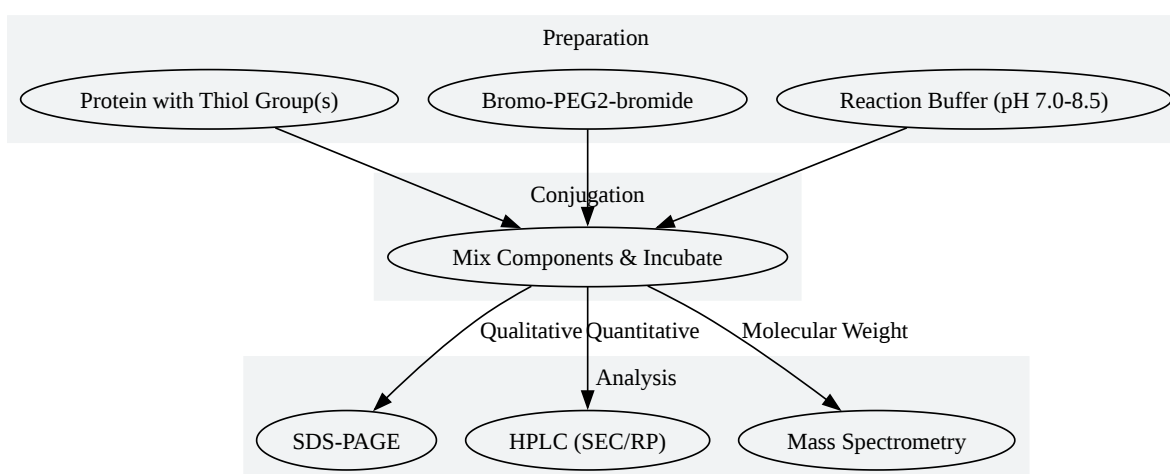 Preparation
Protein with Thiol Group(s)
Bromo-PEG2-bromide
Reaction Buffer (pH 7.0-8.5)
Conjugation
Mix Components & Incubate
Qualitative
Quantitative
Molecular Weight
Analysis
SDS-PAGE
HPLC (SEC/RP)
Mass Spectrometry